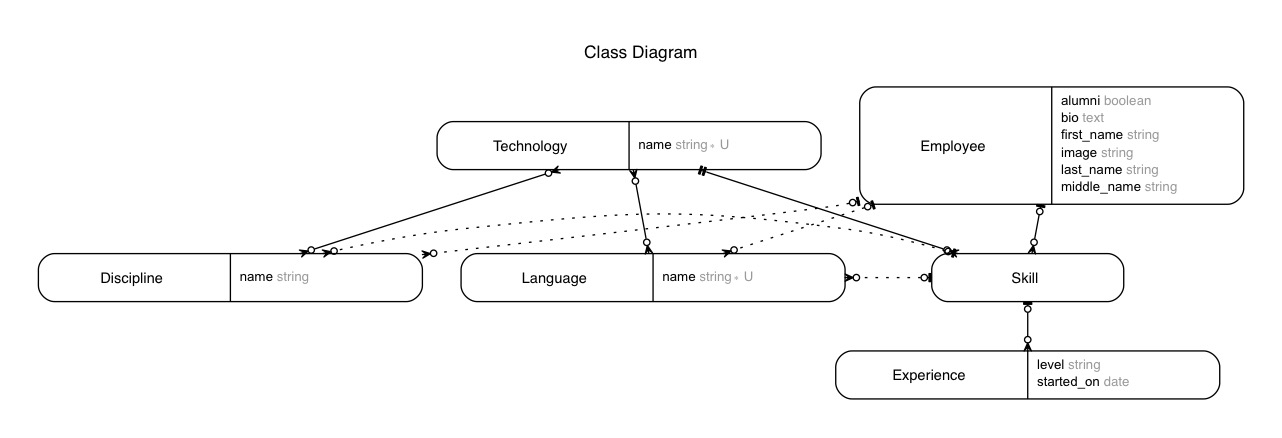 Class Diagram
Technology
name string * U
Employee
alumni boolean
bio text
first_name string
image string
last_name string
middle_name string
Discipline
name string
Language
name string * U
Skill
Experience
level string
started_on date